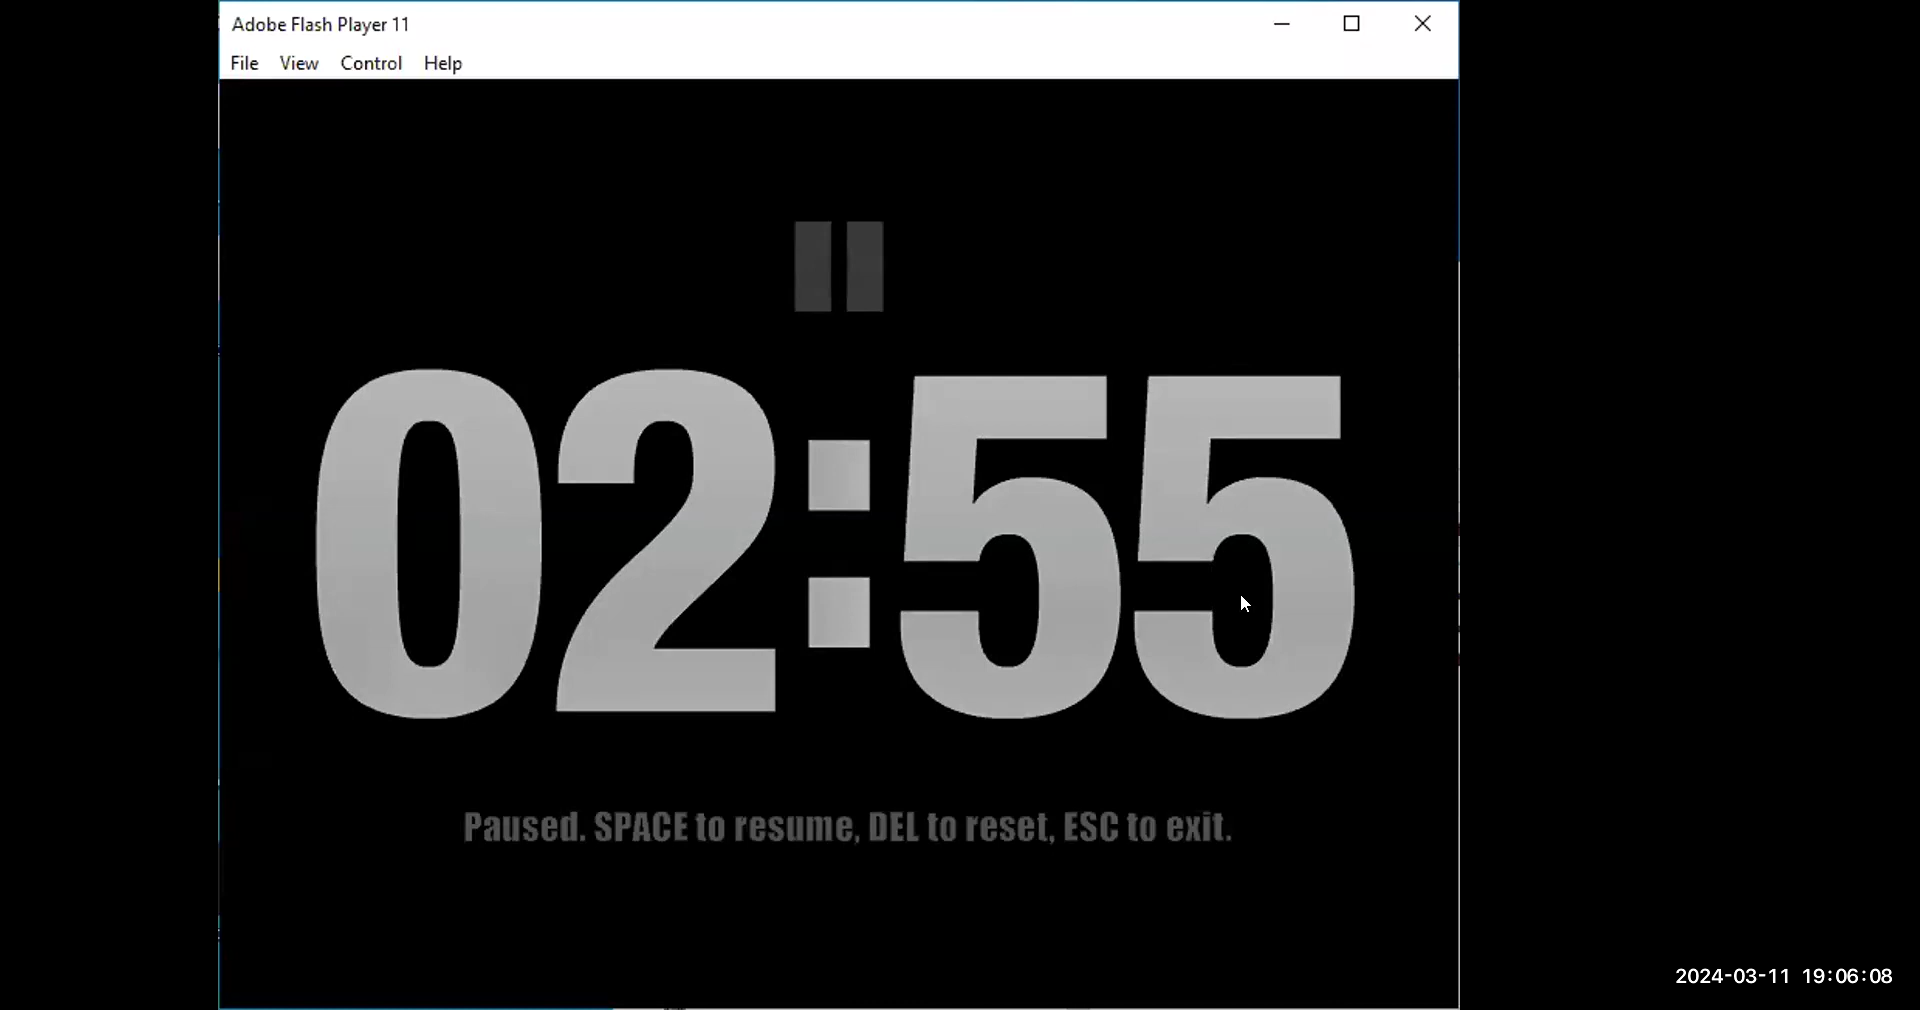 Adobe Flash Player 11
File View Control Help
02:55
Paused. SPACE to resume, DEL to reset, ESC to exit.
2024-03-11 19:06:08